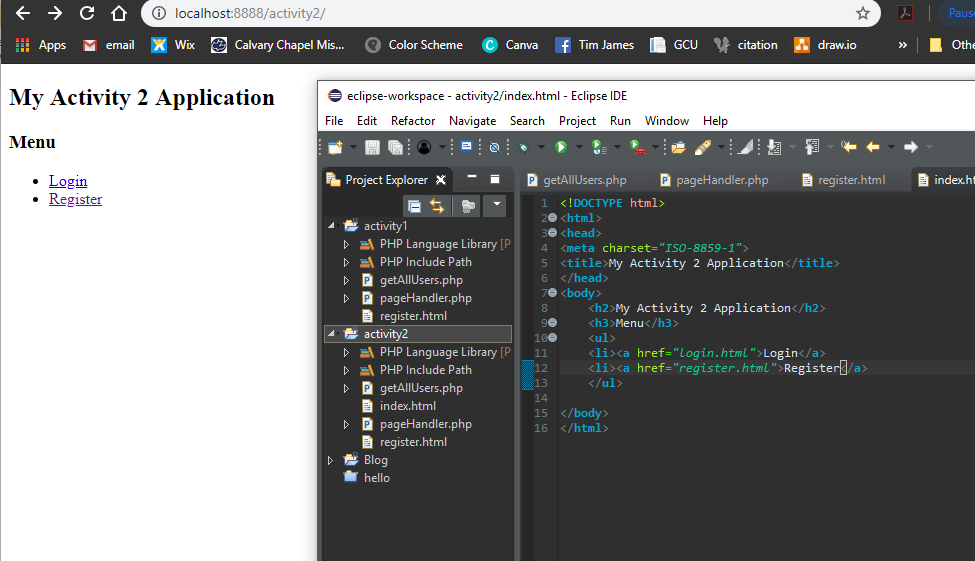 localhost:8888/activity2/
Paus
Apps email Wix Calvary Chapel Mis... Color Scheme Canva Tim James GCU citation draw.io » Othe
My Activity 2 Application
Menu
Login
Register
eclipse-workspace - activity2/index.html - Eclipse IDE
File Edit Refactor Navigate Search Project Run Window Help
Project Explorer
getAllUsers.php pageHandler.php register.html index.ht
activity1
PHP Language Library [P
PHP Include Path
getAllUsers.php
pageHandler.php
register.html
activity2
PHP Language Library [P
PHP Include Path
getAllUsers.php
index.html
pageHandler.php
register.html
Blog
hello
1 <!DOCTYPE html>
2 <html>
3 <head>
4 <meta charset="ISO-8859-1">
5 <title>My Activity 2 Application</title>
6 </head>
7 <body>
8 <h2>My Activity 2 Application</h2>
9 <h3>Menu</h3>
10 <ul>
11 <li><a href="login.html">Login</a>
12 <li><a href="register.html">Register</a>
13 </ul>
14
15 </body>
16 </html>